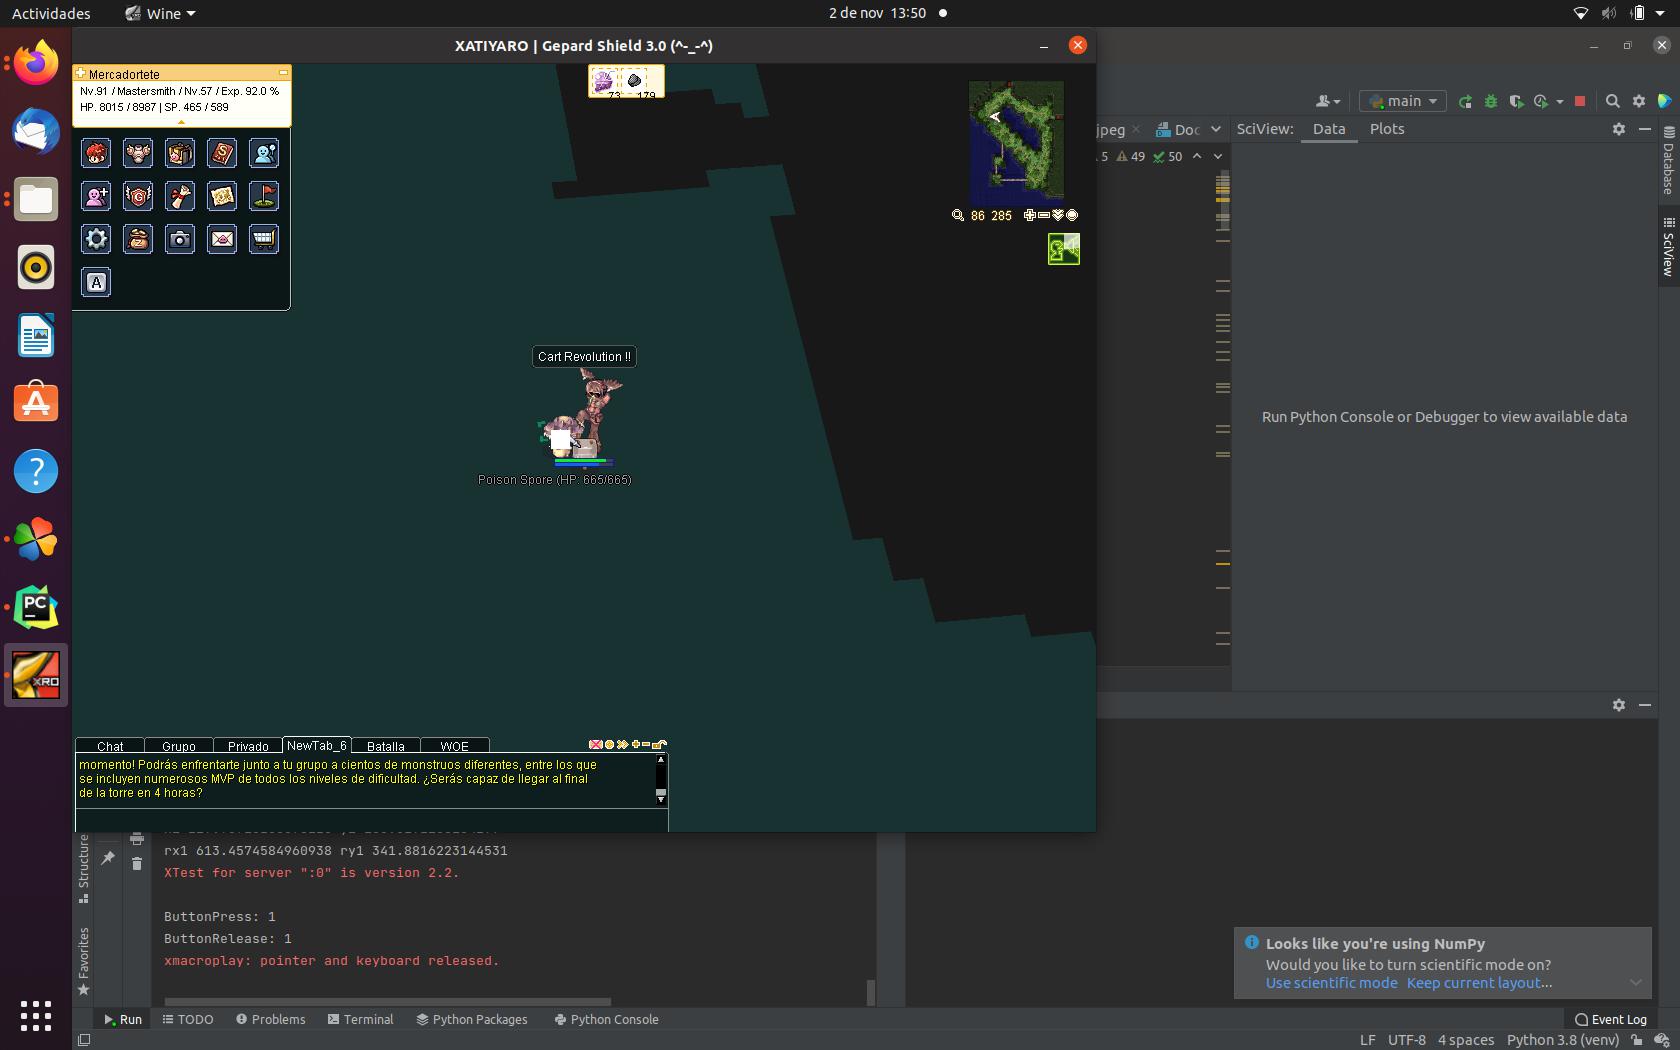 Actividades
Wine
2 de nov 13:50
XATIYARO | Gepard Shield 3.0 (^-_-^)
Mercadortete
Nv.91 / Mastersmith / Nv.57 / Exp. 92.0 %
HP. 8015 / 8987 | SP. 465 / 589
73 179
86 285
A
Cart Revolution !!
Poison Spore (HP: 665/665)
Chat Grupo Privado NewTab_6 Batalla WOE
momento! Podrás enfrentarte junto a tu grupo a cientos de monstruos diferentes, entre los que
se incluyen numerosos MVP de todos los niveles de dificultad. ¿Serás capaz de llegar al final
de la torre en 4 horas?
main
jpeg Doc
SciView: Data Plots
5 49 50
Database
SciView
Run Python Console or Debugger to view available data
PC
XRO
Structure
Favorites
rx1 613.4574584960938 ry1 341.8816223144531
XTest for server ":0" is version 2.2.
ButtonPress: 1
ButtonRelease: 1
xmacroplay: pointer and keyboard released.
Looks like you're using NumPy
Would you like to turn scientific mode on?
Use scientific mode Keep current layout...
Run TODO Problems Terminal Python Packages Python Console
Event Log
LF UTF-8 4 spaces Python 3.8 (venv)